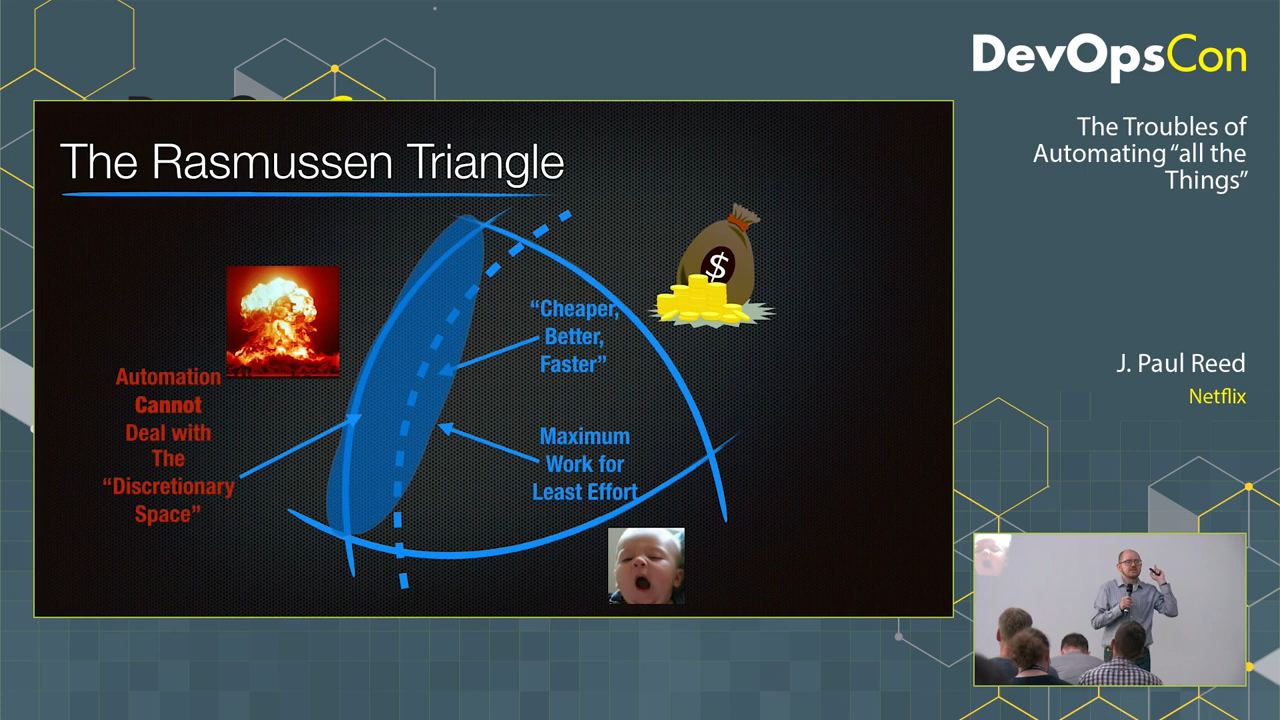 DevOpsCon
The Troubles of
Automating “all the
Things”
J. Paul Reed
Netflix
The Rasmussen Triangle
$
“Cheaper,
Better,
Faster”
Automation
Cannot
Deal with
The
“Discretionary
Space”
Maximum
Work for
Least Effort